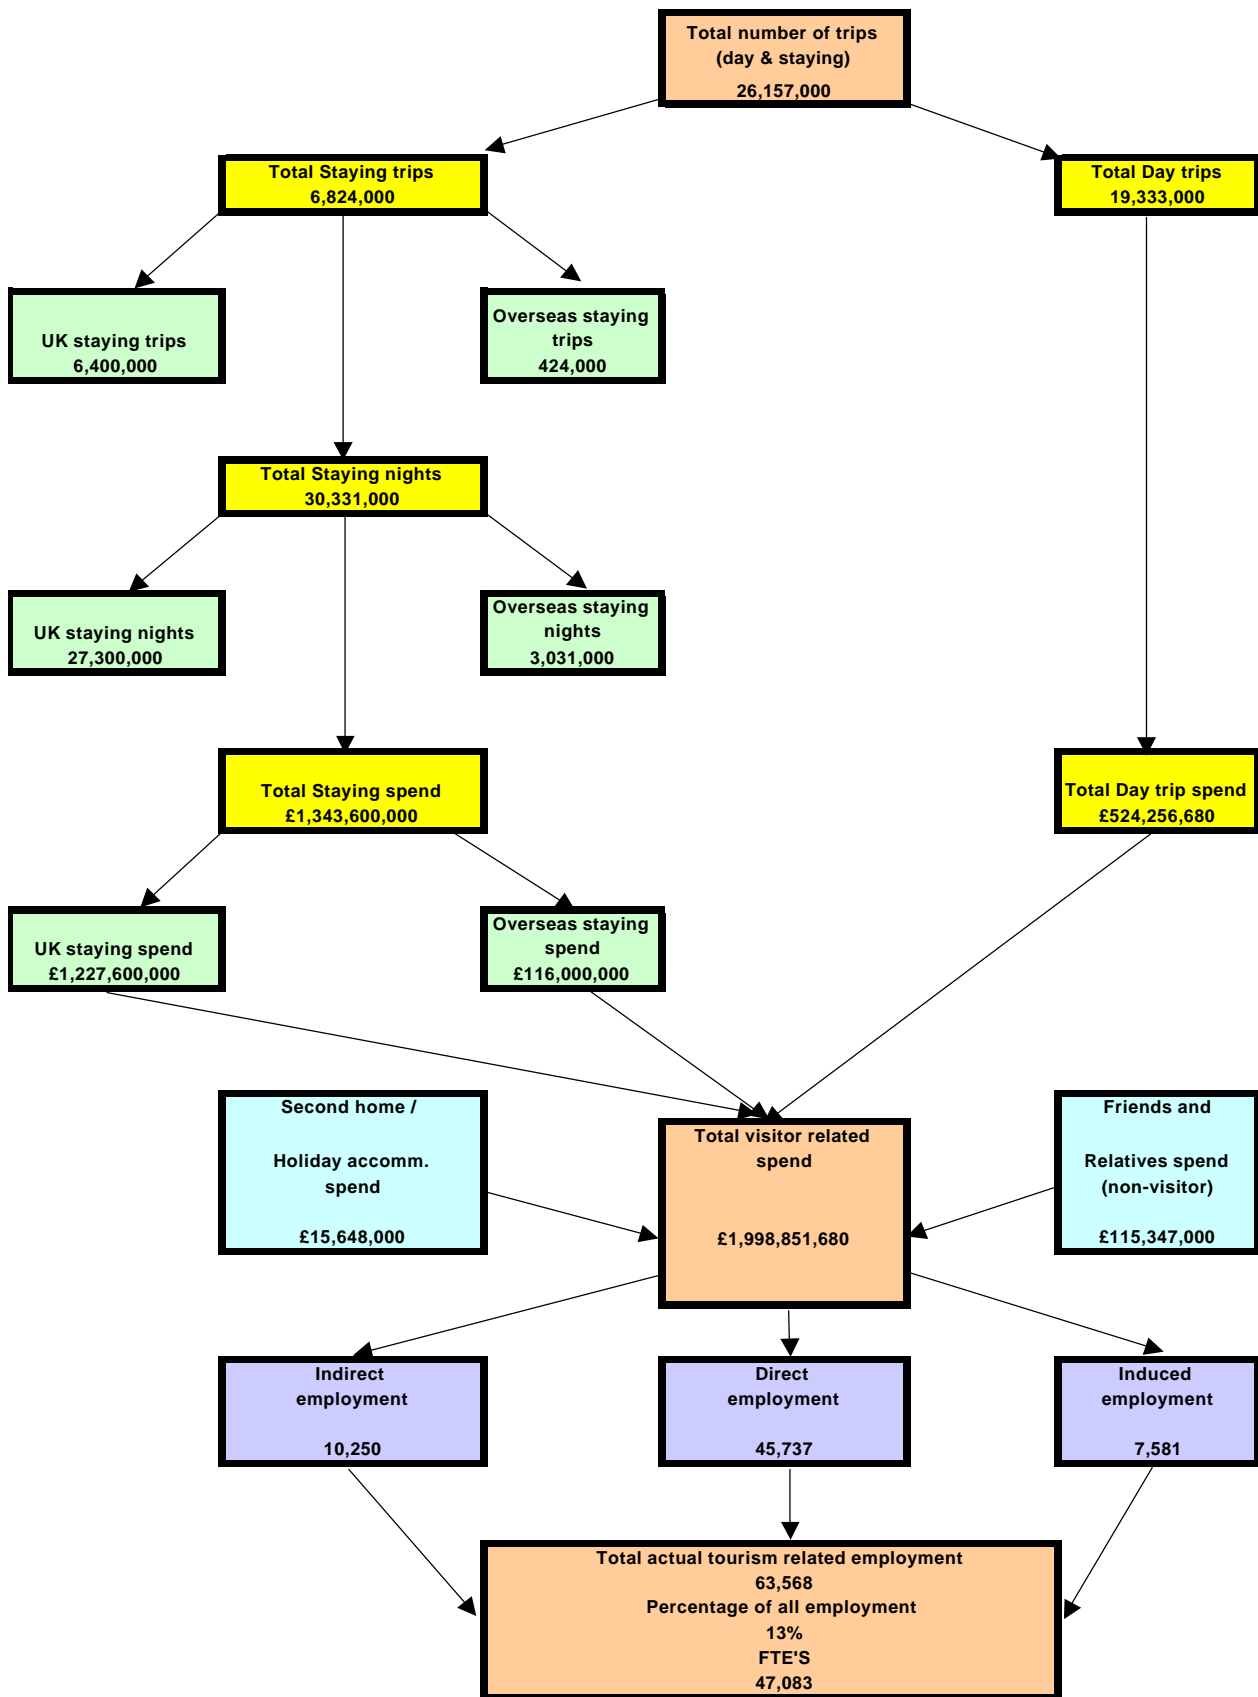 Total number of trips
(day & staying)
26,157,000
Total Staying trips
6,824,000
Total Day trips
19,333,000
UK staying trips
6,400,000
Overseas staying
trips
424,000
Total Staying nights
30,331,000
UK staying nights
27,300,000
Overseas staying
nights
3,031,000
Total Staying spend
£1,343,600,000
Total Day trip spend
£524,256,680
UK staying spend
£1,227,600,000
Overseas staying
spend
£116,000,000
Second home /
Holiday accomm.
spend
£15,648,000
Total visitor related
spend
£1,998,851,680
Friends and
Relatives spend
(non-visitor)
£115,347,000
Indirect
employment
10,250
Direct
employment
45,737
Induced
employment
7,581
Total actual tourism related employment
63,568
Percentage of all employment
13%
FTE'S
47,083